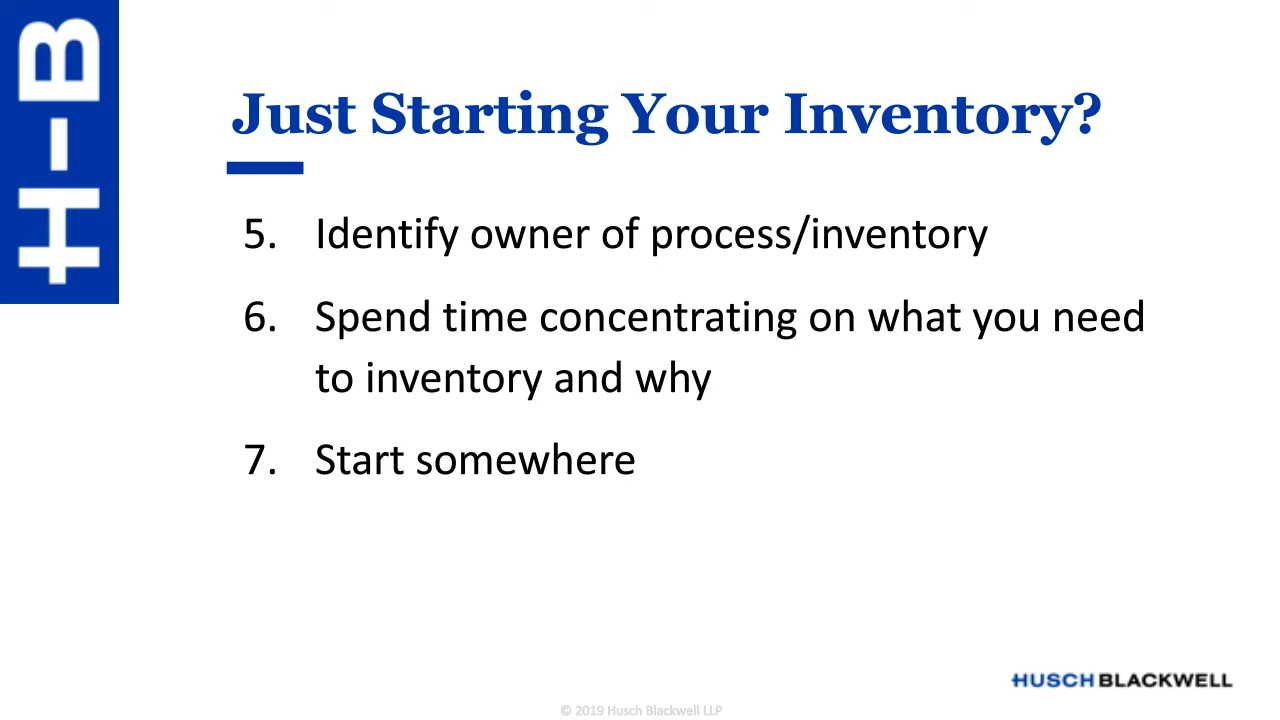 H-B
Just Starting Your Inventory?
5. Identify owner of process/inventory
6. Spend time concentrating on what you need
to inventory and why
7. Start somewhere
HUSCH BLACKWELL
© 2019 Husch Blackwell LLP